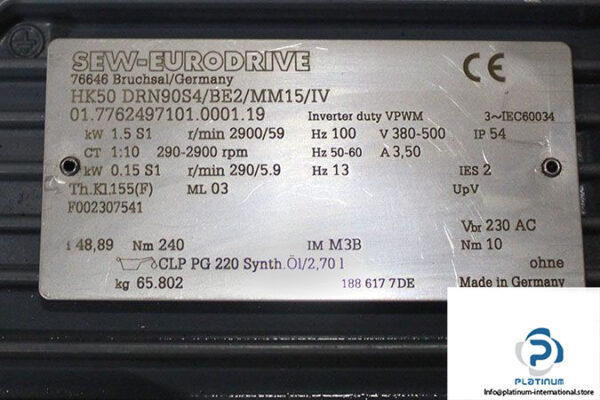 SEW-EURODRIVE
76646 Bruchsal/Germany
CE
HK50 DRN90S4/BE2/MM15/IV
01.7762497101.0001.19 Inverter duty VPWM 3~IEC60034
kW 1.5 S1 r/min 2900/59 Hz 100 V 380-500 IP 54
CT 1:10 290-2900 rpm Hz 50-60 A 3,50
kW 0.15 S1 r/min 290/5.9 Hz 13 IES 2
Th.Kl.155(F) ML 03 UpV
F002307541
Vbr 230 AC
i 48,89 Nm 240 IM M3B Nm 10
CLP PG 220 Synth.Öl/2,70 l ohne
kg 65.802 188 617 7DE Made in Germany
PLATINUM
http://platinum-international.store